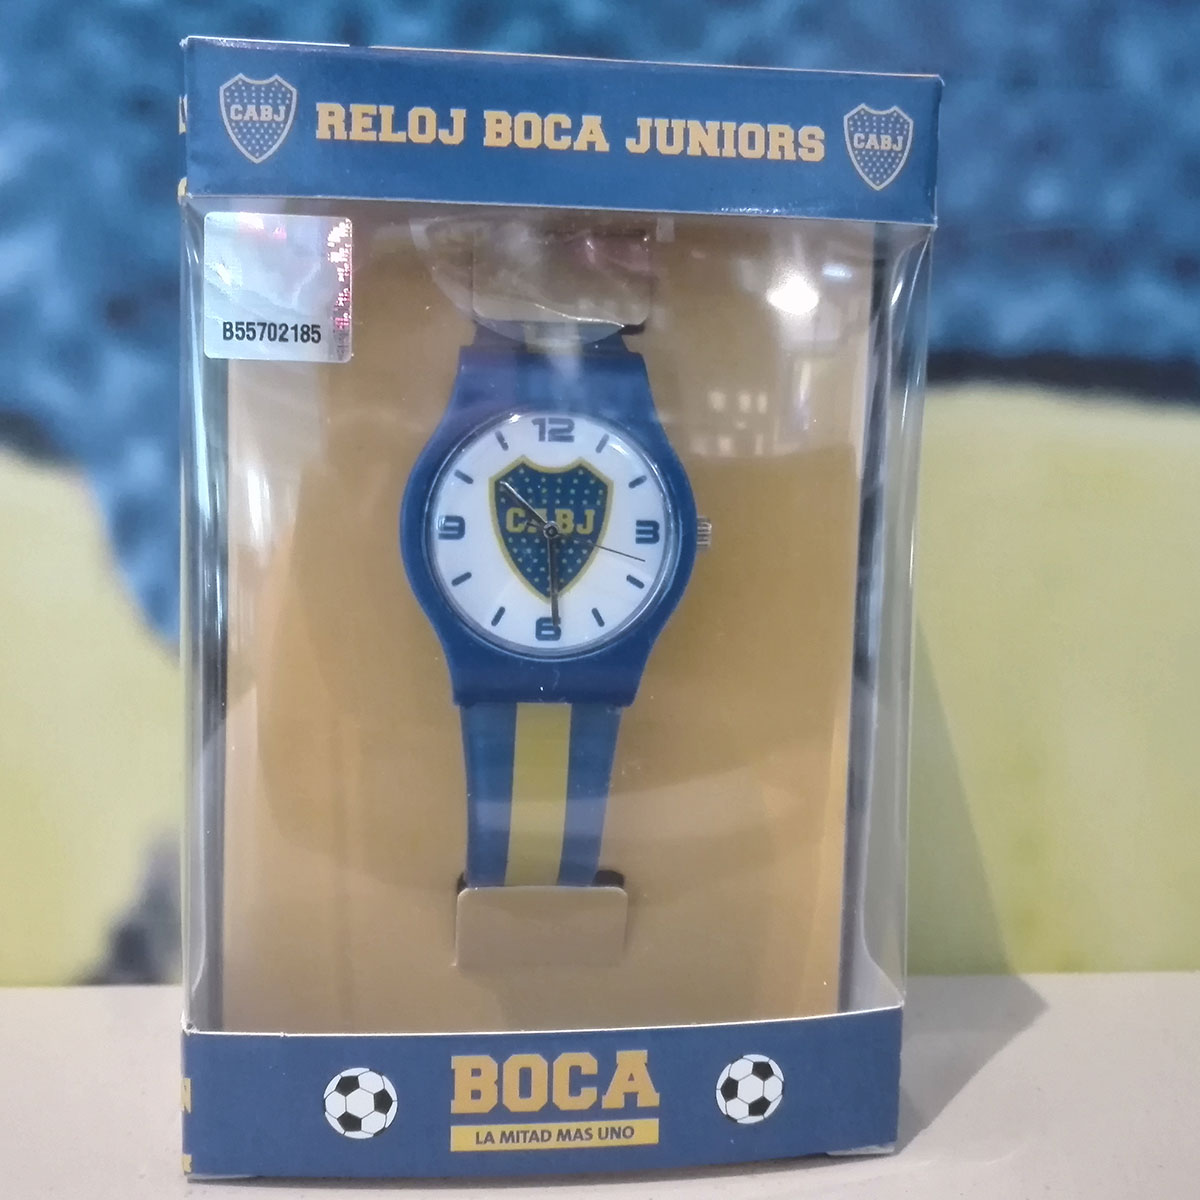 CABJ RELOJ BOCA JUNIORS CABJ
B55702185
12
9 CABJ 3
6
BOCA
LA MITAD MAS UNO